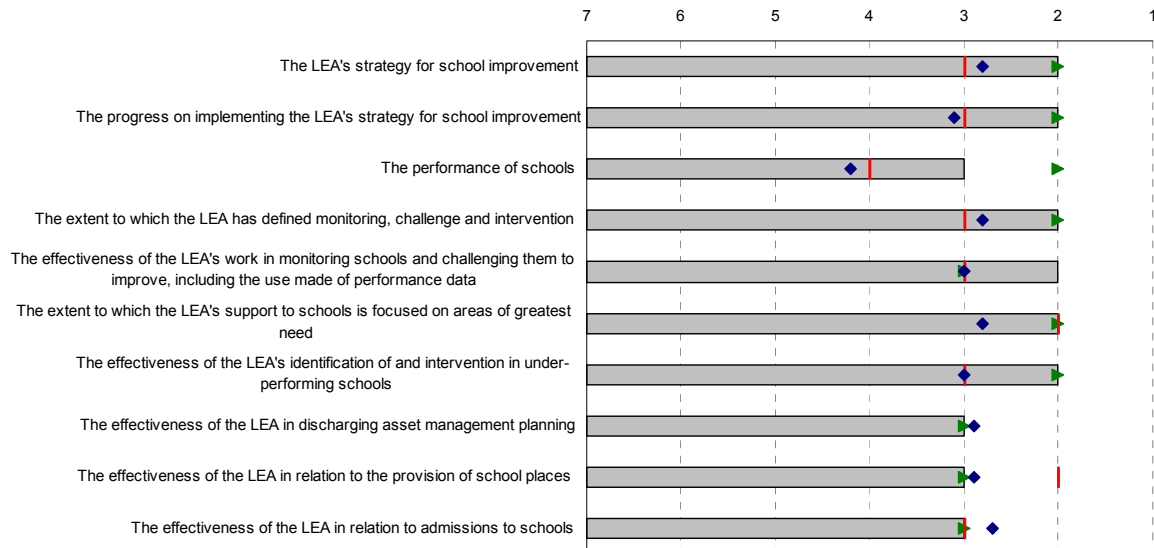 7 6 5 4 3 2 1
The LEA's strategy for school improvement
The progress on implementing the LEA's strategy for school improvement
The performance of schools
The extent to which the LEA has defined monitoring, challenge and intervention
The effectiveness of the LEA's work in monitoring schools and challenging them to
improve, including the use made of performance data
The extent to which the LEA's support to schools is focused on areas of greatest
need
The effectiveness of the LEA's identification of and intervention in under-
performing schools
The effectiveness of the LEA in discharging asset management planning
The effectiveness of the LEA in relation to the provision of school places
The effectiveness of the LEA in relation to admissions to schools